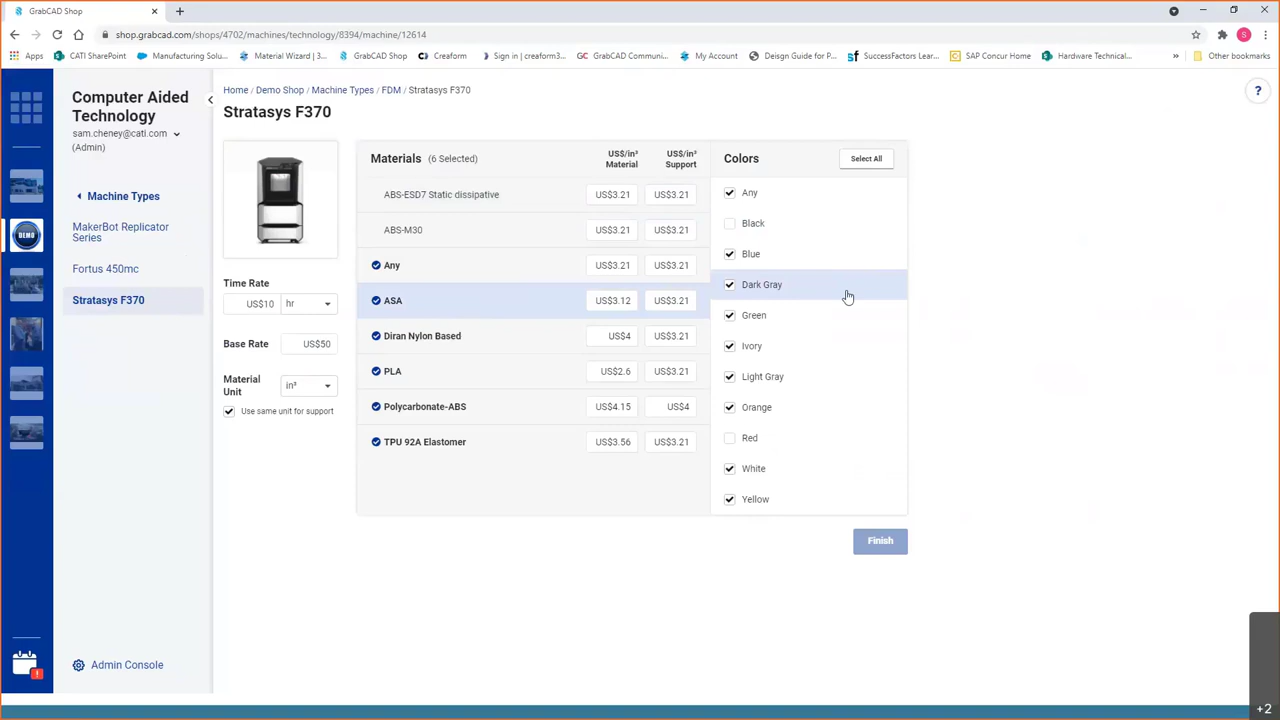 GrabCAD Shop
shop.grabcad.com/shops/4702/machines/technology/8394/machine/12614
S
Apps
CATI SharePoint
Manufacturing Solu...
Material Wizard | 3...
GrabCAD Shop
Creaform
Sign in | creaform3...
GC GrabCAD Communi...
My Account
Design Guide for P...
SuccessFactors Lear...
SAP Concur Home
Hardware Technical...
»
Other bookmarks
Computer Aided
Technology
sam.cheney@cati.com
(Admin)
Machine Types
MakerBot Replicator
Series
Fortus 450mc
Stratasys F370
DEMO
Admin Console
Home / Demo Shop / Machine Types / FDM / Stratasys F370
?
Stratasys F370
Time Rate
US$10 hr
Base Rate US$50
Material
Unit
in³
Use same unit for support
Materials (6 Selected)
US$/in³
Material
US$/in³
Support
ABS-ESD7 Static dissipative US$3.21 US$3.21
ABS-M30 US$3.21 US$3.21
Any US$3.21 US$3.21
ASA US$3.12 US$3.21
Diran Nylon Based US$4 US$3.21
PLA US$2.6 US$3.21
Polycarbonate-ABS US$4.15 US$4
TPU 92A Elastomer US$3.56 US$3.21
Colors Select All
Any
Black
Blue
Dark Gray
Green
Ivory
Light Gray
Orange
Red
White
Yellow
Finish
+2